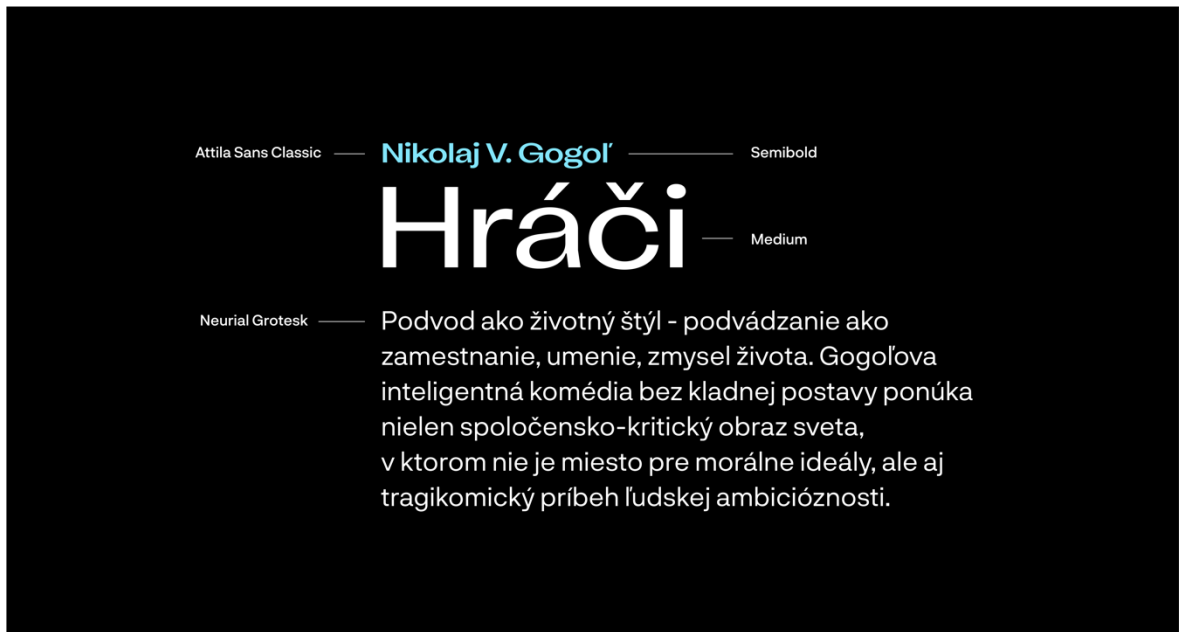 Attila Sans Classic
Nikolaj V. Gogoľ
Semibold
Hráči
Medium
Neurial Grotesk
Podvod ako životný štýl - podvádzanie ako
zamestnanie, umenie, zmysel života. Gogoľova
inteligentná komédia bez kladnej postavy ponúka
nielen spoločensko-kritický obraz sveta,
v ktorom nie je miesto pre morálne ideály, ale aj
tragikomický príbeh ľudskej ambicióznosti.